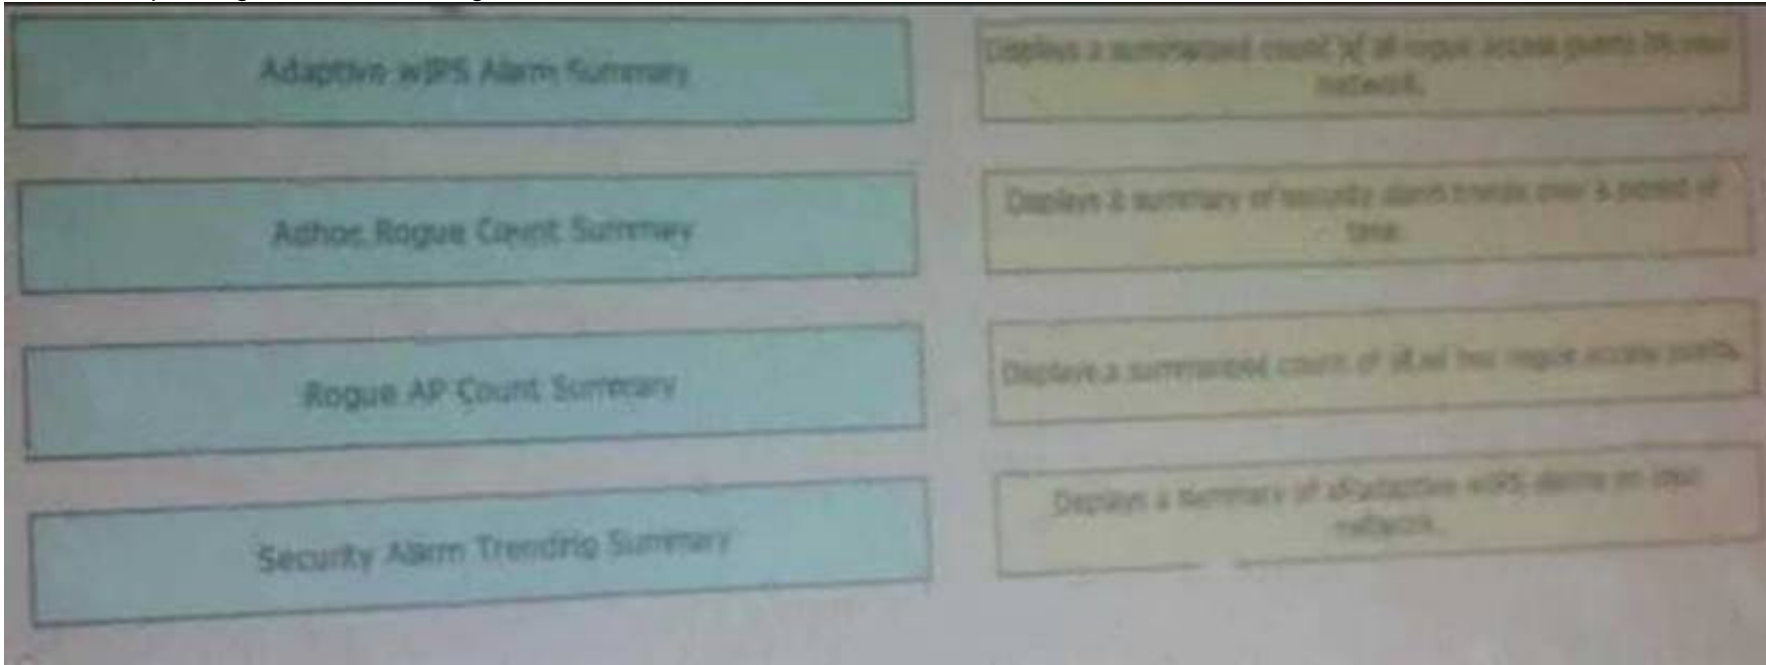 Adaptive wIPS Alarm Summary
Displays a summarized count of all rogue access points in your
network.
Adhoc Rogue Count Summary
Displays a summary of security alarm trends over a period of
time.
Rogue AP Count Summary
Displays a summarized count of all ad hoc rogue access points.
Security Alarm Trending Summary
Displays a summary of all adaptive wIPS alarms on your
network.